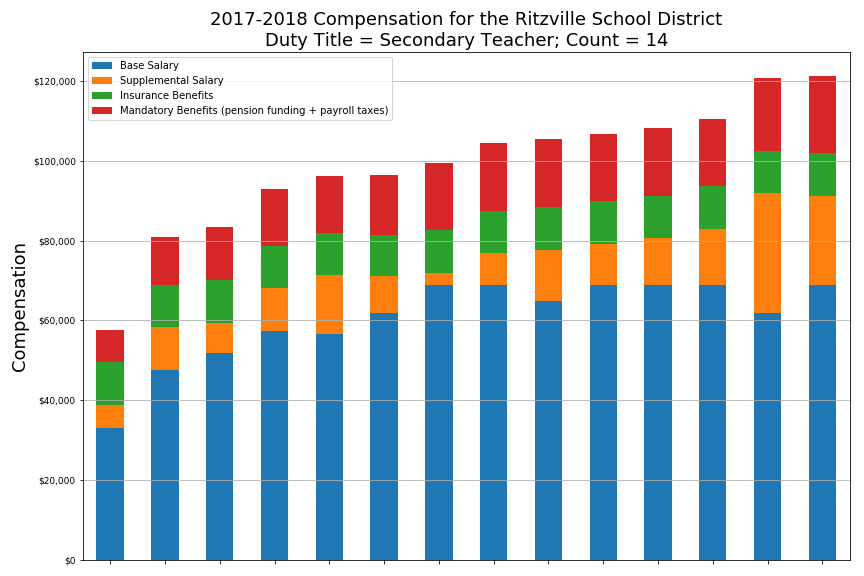 2017-2018 Compensation for the Ritzville School District
Duty Title = Secondary Teacher; Count = 14
Base Salary
Supplemental Salary
Insurance Benefits
Mandatory Benefits (pension funding + payroll taxes)
$120,000
$100,000
$80,000
$60,000
$40,000
$20,000
$0
Compensation